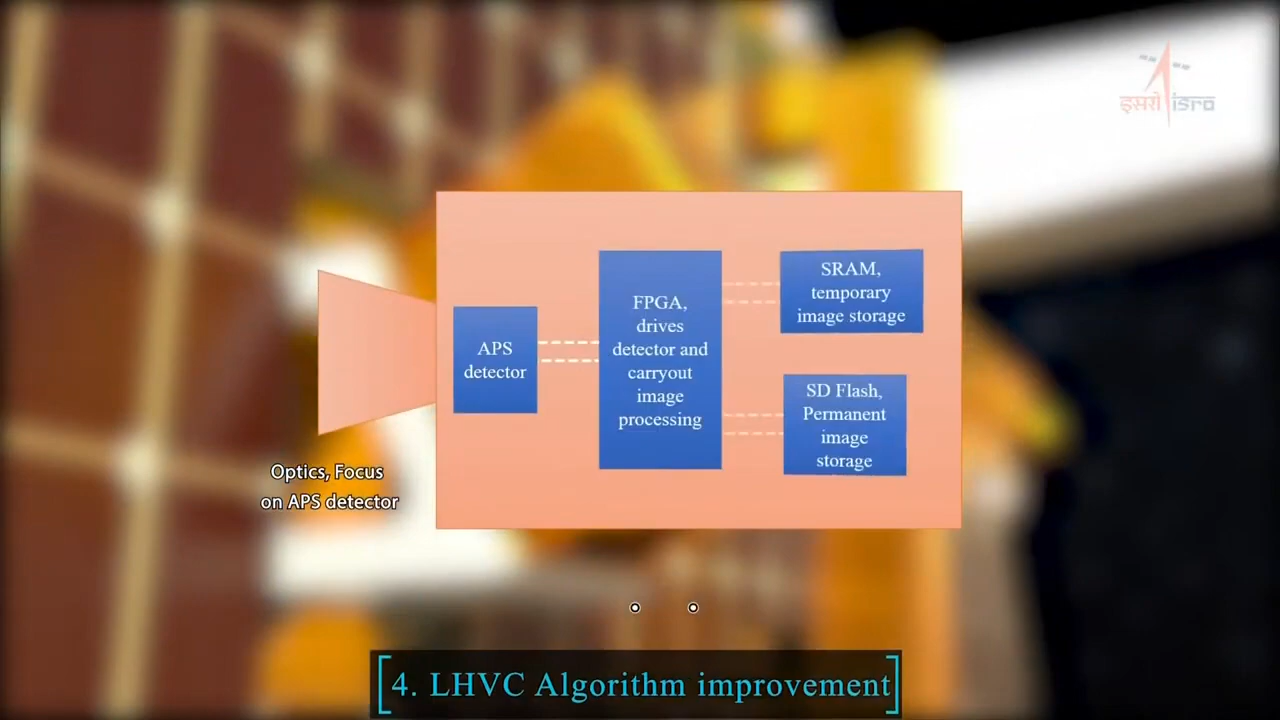 इसरो isro
APS
detector
FPGA,
drives
detector and
carryout
image
processing
SRAM,
temporary
image storage
SD Flash,
Permanent
image
storage
Optics, Focus
on APS detector
4. LHVC Algorithm improvement